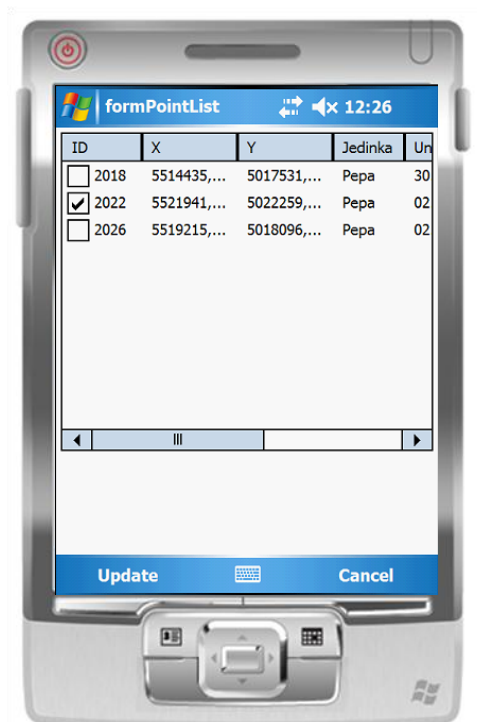 formPointList 12:26
ID X Y Jedinka Un
2018 5514435,... 5017531,... Pepa 30
2022 5521941,... 5022259,... Pepa 02
2026 5519215,... 5018096,... Pepa 02
Update Cancel